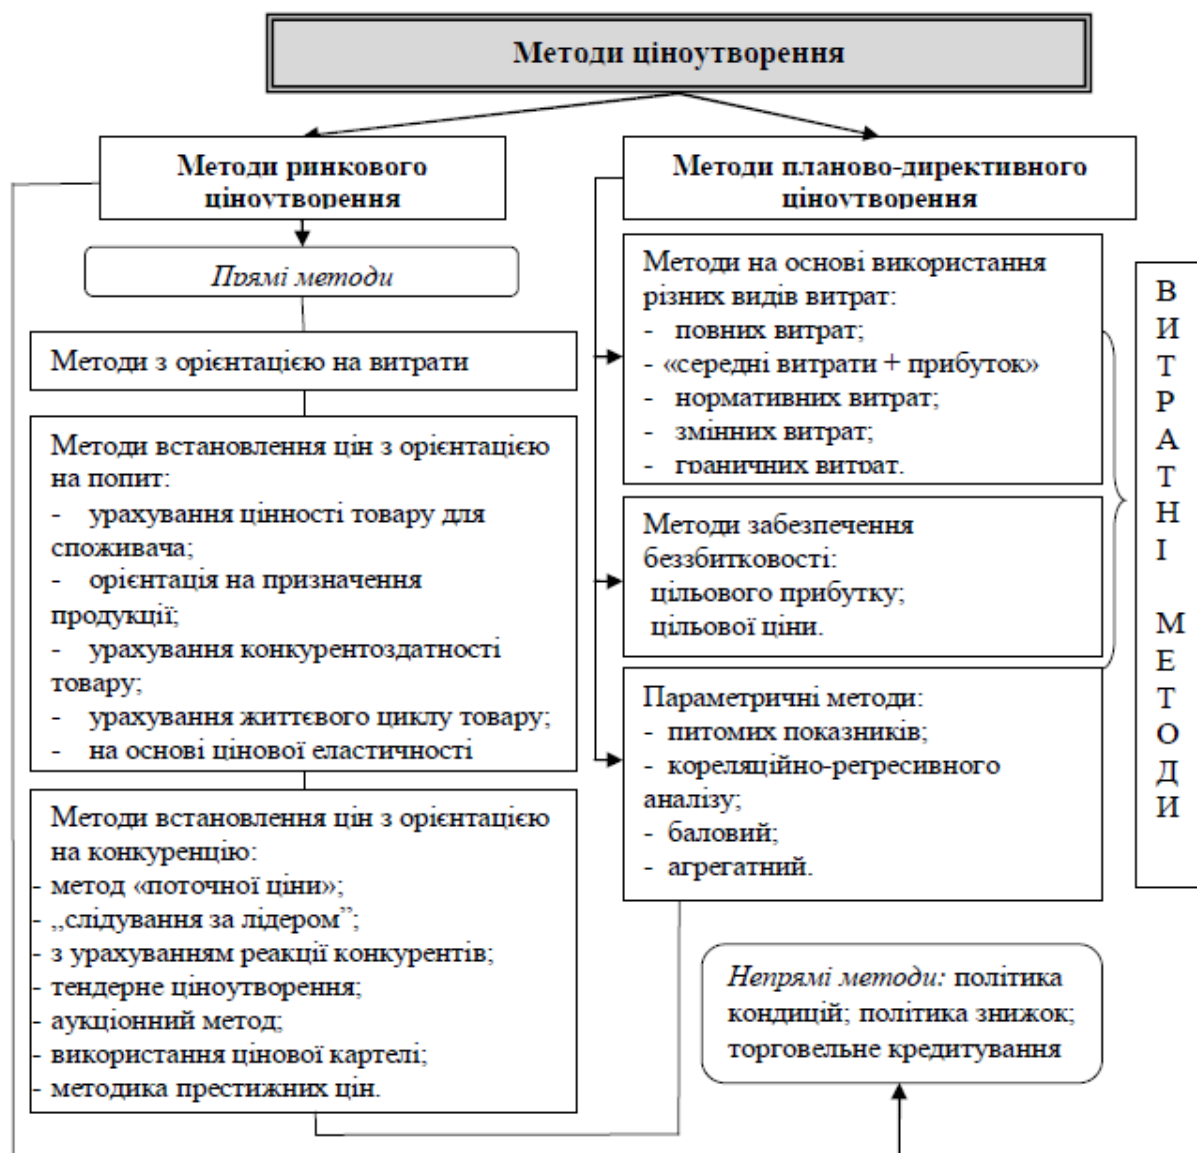 Методи ціноутворення
Методи ринкового
ціноутворення
Прямі методи
Методи з орієнтацією на витрати
Методи встановлення цін з орієнтацією
на попит:
- урахування цінності товару для
споживача;
- орієнтація на призначення
продукції;
- урахування конкурентоздатності
товару;
- урахування життєвого циклу товару;
- на основі цінової еластичності
Методи встановлення цін з орієнтацією
на конкуренцію:
- метод «поточної ціни»;
- „слідування за лідером”;
- з урахуванням реакції конкурентів;
- тендерне ціноутворення;
- аукціонний метод;
- використання цінової картелі;
- методика престижних цін.
Методи планово-директивного
ціноутворення
Методи на основі використання
різних видів витрат:
- повних витрат;
- «середні витрати + прибуток»
- нормативних витрат;
- змінних витрат;
- граничних витрат.
Методи забезпечення
беззбитковості:
цільового прибутку;
цільової ціни.
Параметричні методи:
- питомих показників;
- кореляційно-регресивного
аналізу;
- баловий;
- агрегатний.
ВИТРАТНІ МЕТОДИ
Непрямі методи: політика
кондицій; політика знижок;
торговельне кредитування